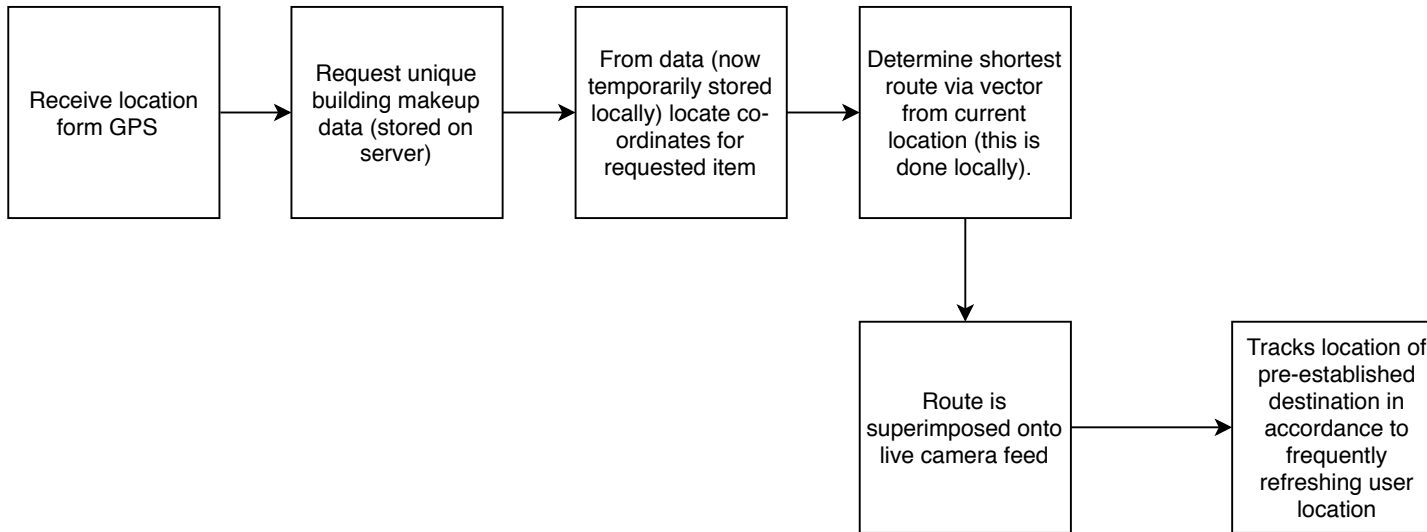 Receive location
form GPS
Request unique
building makeup
data (stored on
server)
From data (now
temporarily stored
locally) locate co-
ordinates for
requested item
Determine shortest
route via vector
from current
location (this is
done locally).
Route is
superimposed onto
live camera feed
Tracks location of
pre-established
destination in
accordance to
frequently
refreshing user
location